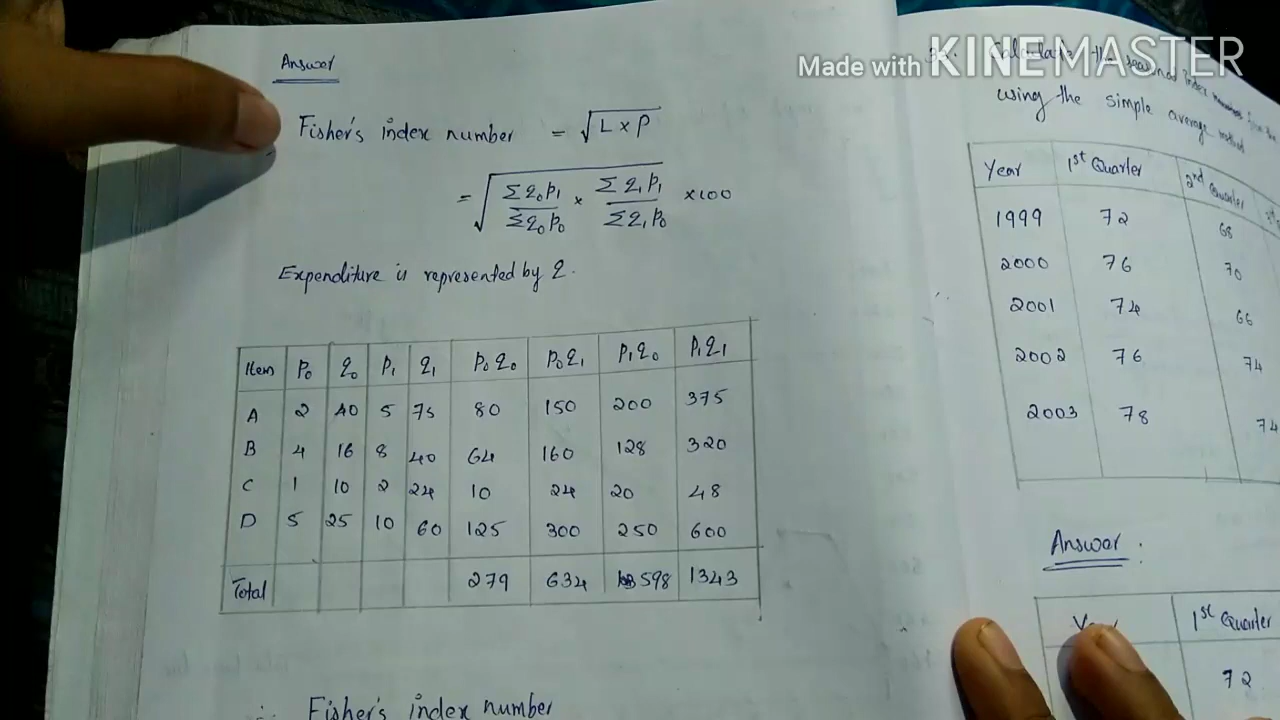 Made with KINEMASTER
Answer
Fisher's index number = √L × P
= √Σq₀p₁/Σq₀p₀ × Σq₁p₁/Σq₁p₀ ×100
Expenditure is represented by q.
Item P₀ q₀ P₁ q₁ P₀q₀ P₀q₁ P₁q₀ P₁q₁
A 2 40 5 75 80 150 200 375
B 4 16 8 40 64 160 128 320
C 1 10 2 24 10 24 20 48
D 5 25 10 60 125 300 250 600
Total 279 634 598 1343
Fisher's index number
3 the seasonal index
using the simple average method
Year 1st Quarter 2nd Quarter
1999 72 68
2000 76 70
2001 74 66
2002 76 74
2003 78 74
Answer :
1st Quarter
72